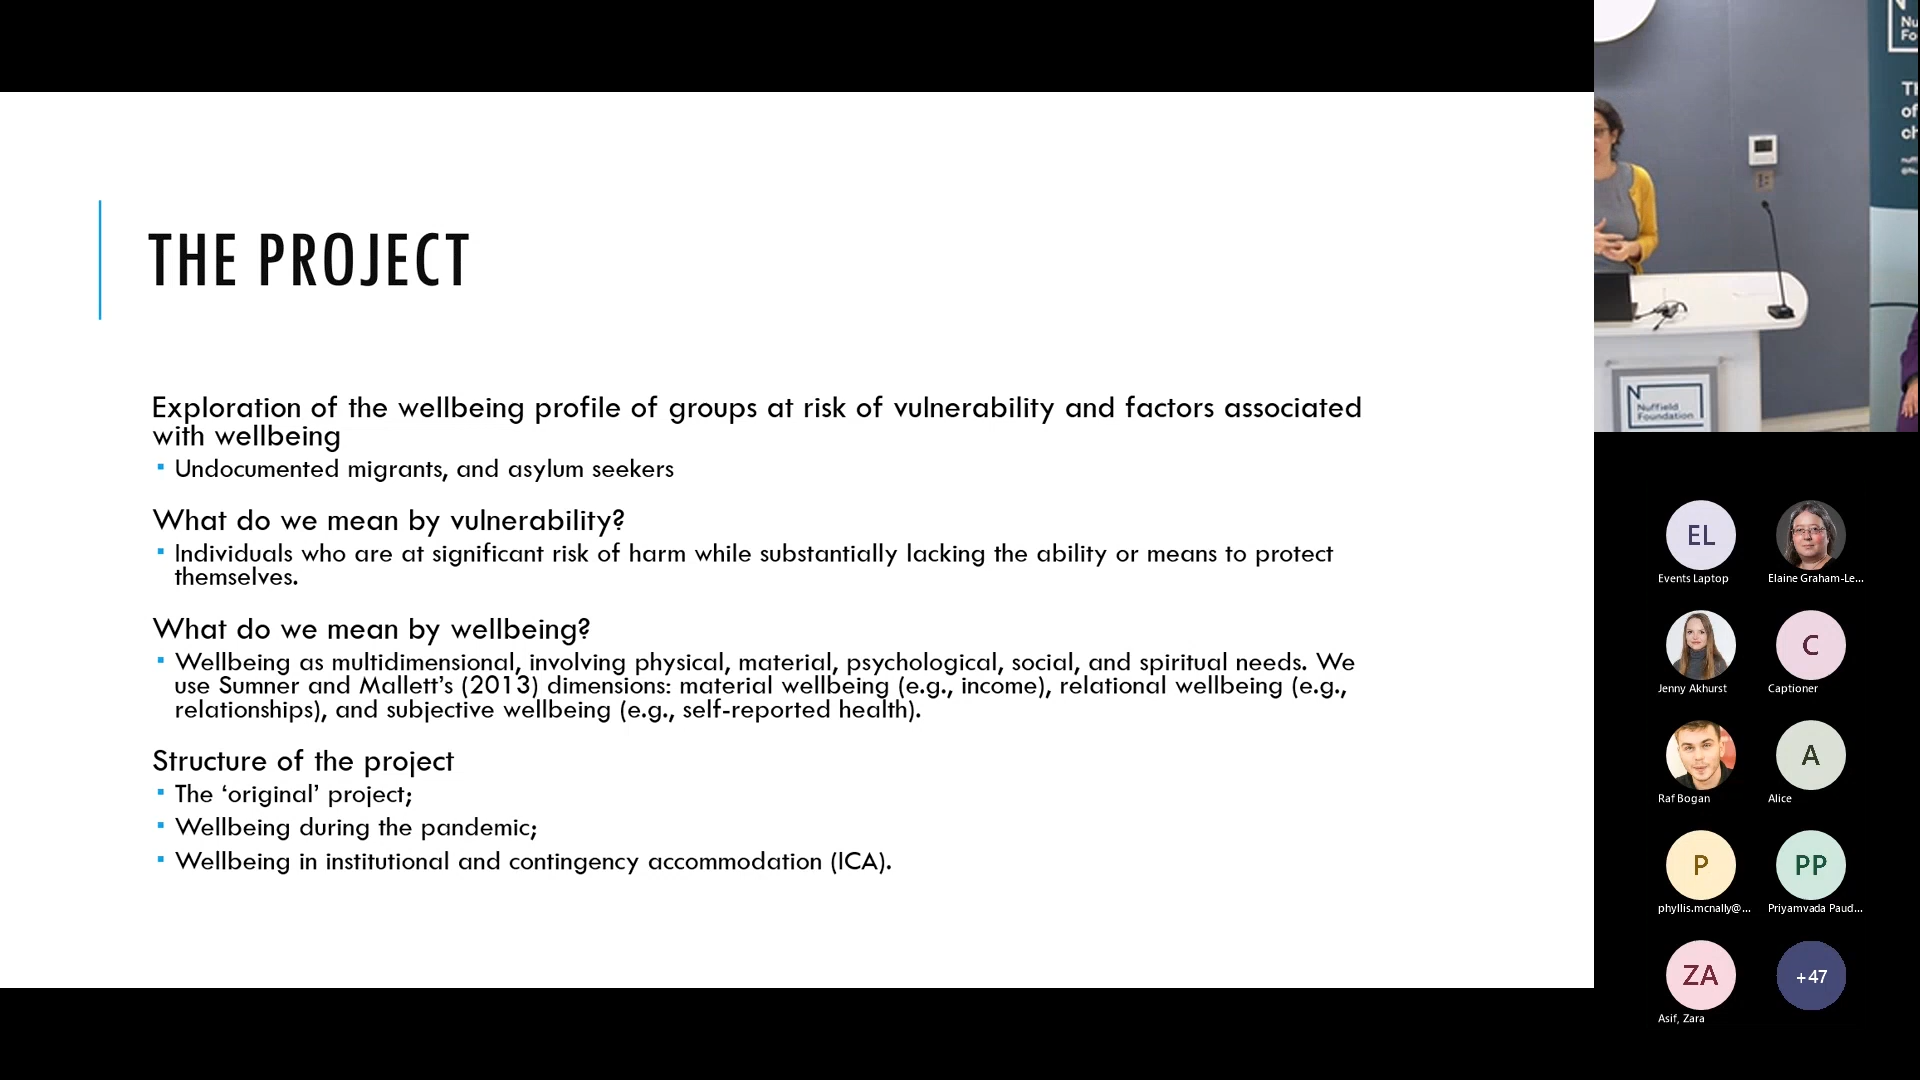 THE PROJECT
Exploration of the wellbeing profile of groups at risk of vulnerability and factors associated
with wellbeing
▪ Undocumented migrants, and asylum seekers
What do we mean by vulnerability?
▪ Individuals who are at significant risk of harm while substantially lacking the ability or means to protect
themselves.
What do we mean by wellbeing?
▪ Wellbeing as multidimensional, involving physical, material, psychological, social, and spiritual needs. We
use Sumner and Mallett’s (2013) dimensions: material wellbeing (e.g., income), relational wellbeing (e.g.,
relationships), and subjective wellbeing (e.g., self-reported health).
Structure of the project
▪ The ‘original’ project;
▪ Wellbeing during the pandemic;
▪ Wellbeing in institutional and contingency accommodation (ICA).
N
Nu
Fo
Th
of
ch
N
Nuffield
Foundation
EL
Events Laptop
Elaine Graham-Le...
Jenny Akhurst
C
Captioner
Raf Bogan
A
Alice
P
phyllis.mcnally@...
PP
Priyamvada Paud...
ZA
Asif, Zara
+47